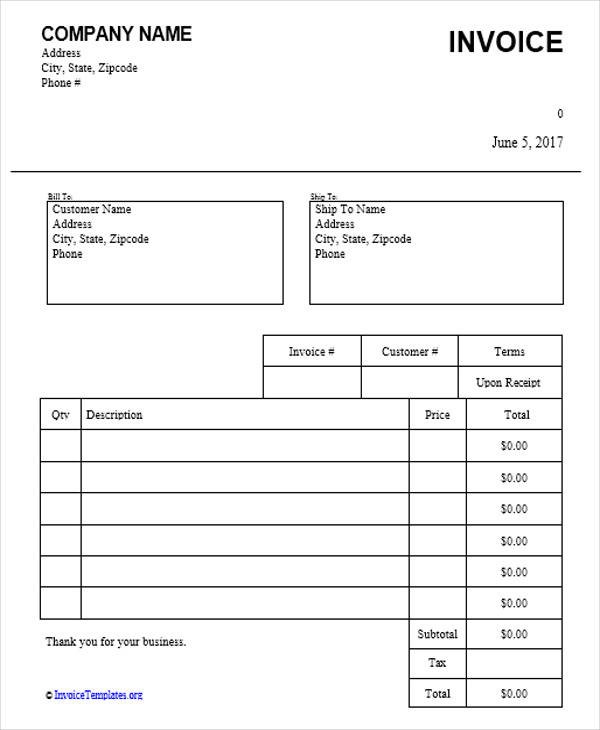 COMPANY NAME
Address
City, State, Zipcode
Phone #
INVOICE
0
June 5, 2017
Bill To:
Customer Name
Address
City, State, Zipcode
Phone
Ship To:
Ship To Name
Address
City, State, Zipcode
Phone
Invoice # Customer # Terms
Upon Receipt
Qty Description Price Total
$0.00
$0.00
$0.00
$0.00
$0.00
$0.00
Subtotal $0.00
Thank you for your business.
Tax
© InvoiceTemplates.org
Total $0.00